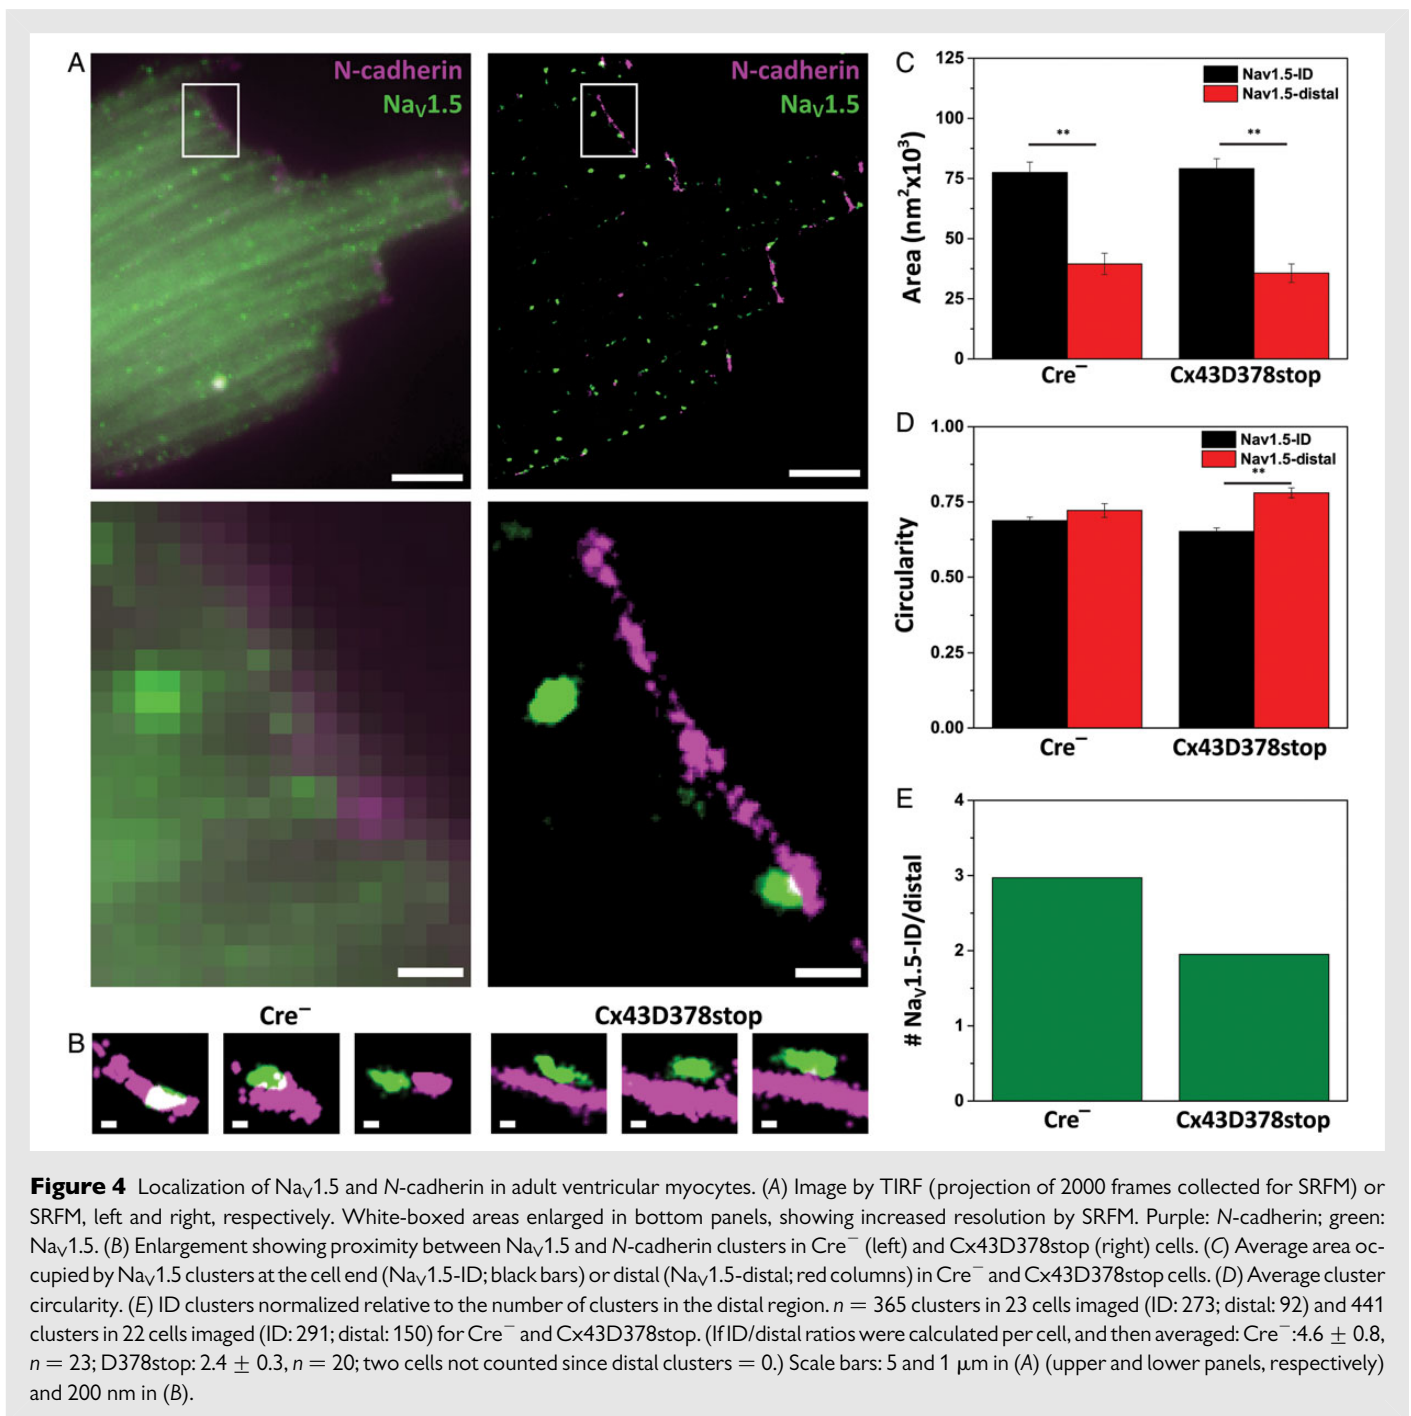 A
N-cadherin
NaV1.5
N-cadherin
NaV1.5
B
Cre−
Cx43D378stop
C
125
100
75
50
25
0
Area (nm²x10³)
Nav1.5-ID
Nav1.5-distal
**
**
Cre−
Cx43D378stop
D
1.00
0.75
0.50
0.25
0.00
Circularity
Nav1.5-ID
Nav1.5-distal
**
Cre−
Cx43D378stop
E
4
3
2
1
0
# NaV1.5-ID/distal
Cre−
Cx43D378stop
Figure 4 Localization of NaV1.5 and N-cadherin in adult ventricular myocytes. (A) Image by TIRF (projection of 2000 frames collected for SRFM) or
SRFM, left and right, respectively. White-boxed areas enlarged in bottom panels, showing increased resolution by SRFM. Purple: N-cadherin; green:
NaV1.5. (B) Enlargement showing proximity between NaV1.5 and N-cadherin clusters in Cre− (left) and Cx43D378stop (right) cells. (C) Average area oc-
cupied by NaV1.5 clusters at the cell end (NaV1.5-ID; black bars) or distal (NaV1.5-distal; red columns) in Cre− and Cx43D378stop cells. (D) Average cluster
circularity. (E) ID clusters normalized relative to the number of clusters in the distal region. n = 365 clusters in 23 cells imaged (ID: 273; distal: 92) and 441
clusters in 22 cells imaged (ID: 291; distal: 150) for Cre− and Cx43D378stop. (If ID/distal ratios were calculated per cell, and then averaged: Cre−:4.6 ± 0.8,
n = 23; D378stop: 2.4 ± 0.3, n = 20; two cells not counted since distal clusters = 0.) Scale bars: 5 and 1 μm in (A) (upper and lower panels, respectively)
and 200 nm in (B).